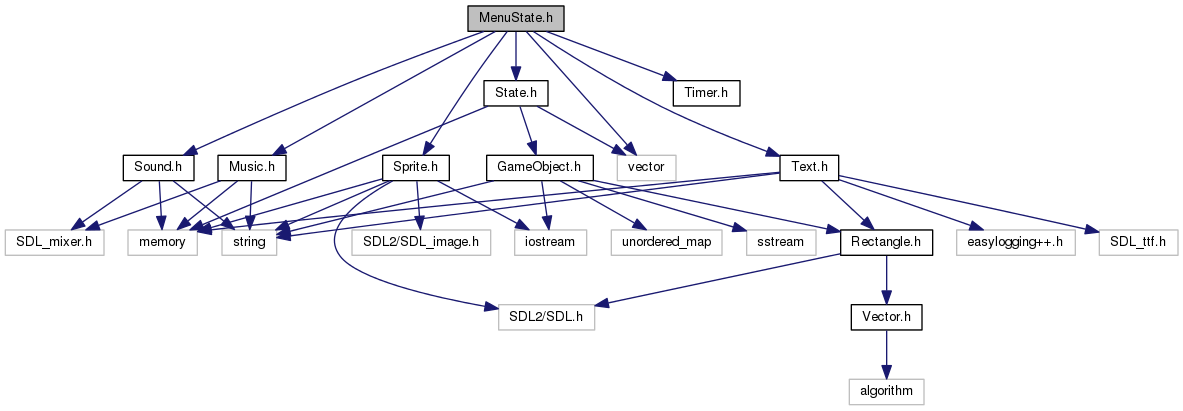 MenuState.h
State.h
Timer.h
Sound.h
Music.h
Sprite.h
GameObject.h
vector
Text.h
SDL_mixer.h
memory
string
SDL2/SDL_image.h
iostream
unordered_map
sstream
Rectangle.h
easylogging++.h
SDL_ttf.h
SDL2/SDL.h
Vector.h
algorithm